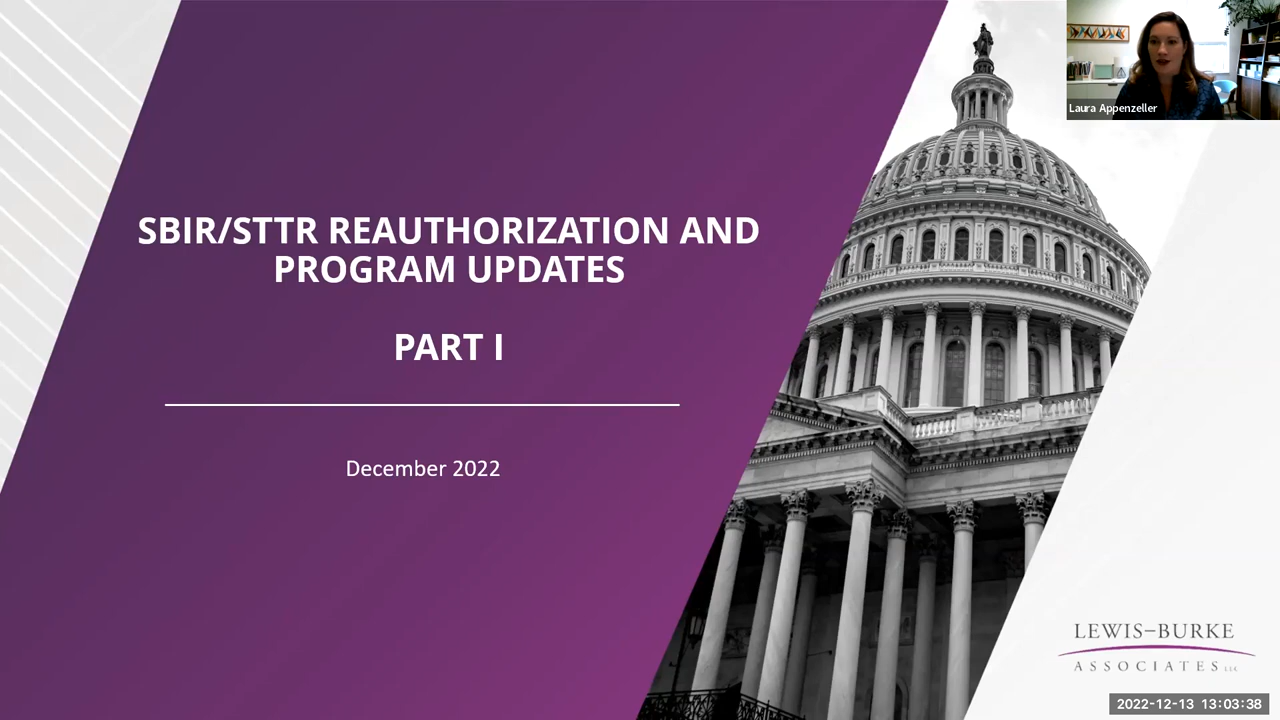 Laura Appenzeller
SBIR/STTR REAUTHORIZATION AND
PROGRAM UPDATES
PART I
December 2022
LEWIS–BURKE
ASSOCIATES LLC
2022-12-13 13:03:38